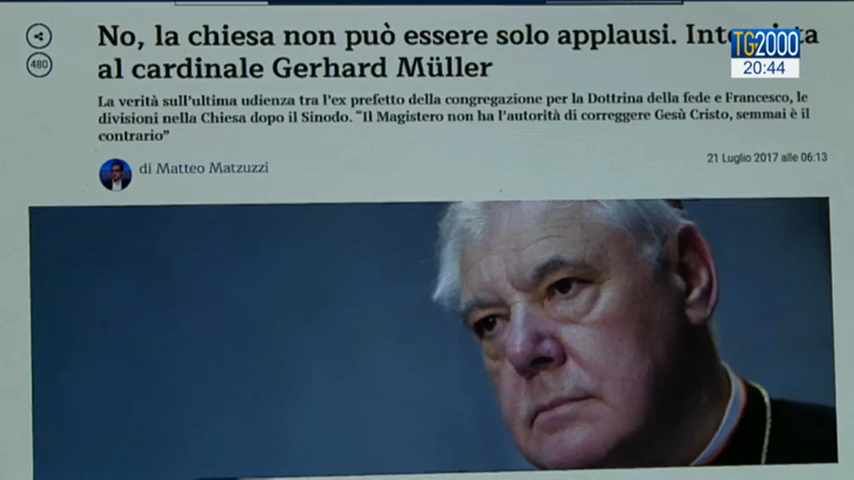 No, la chiesa non può essere solo applausi.
al cardinale Gerhard Müller
TG2000
20:44
480
La verità sull'ultima udienza tra l'ex prefetto della congregazione per la Dottrina della fede e Francesco, le
divisioni nella Chiesa dopo il Sinodo. “Il Magistero non ha l'autorità di correggere Gesù Cristo, semmai è il
contrario”
di Matteo Matzuzzi
21 Luglio 2017 alle 06:13